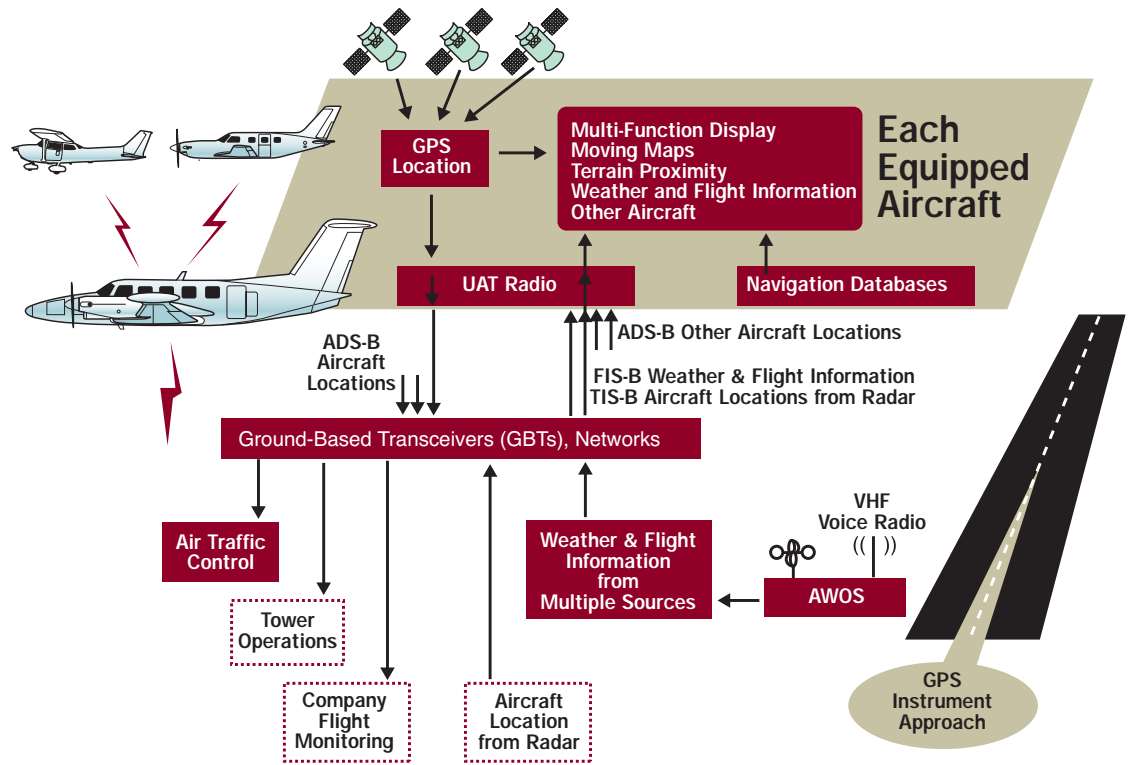 GPS
Location
Multi-Function Display
Moving Maps
Terrain Proximity
Weather and Flight Information
Other Aircraft
Each
Equipped
Aircraft
UAT Radio
Navigation Databases
ADS-B
Aircraft
Locations
ADS-B Other Aircraft Locations
FIS-B Weather & Flight Information
TIS-B Aircraft Locations from Radar
Ground-Based Transceivers (GBTs), Networks
Air Traffic
Control
Tower
Operations
Company
Flight
Monitoring
Aircraft
Location
from Radar
Weather & Flight
Information
from
Multiple Sources
VHF
Voice Radio
(( ))
AWOS
GPS
Instrument
Approach